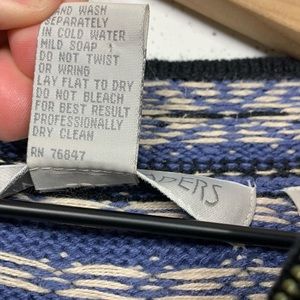 HAND WASH
SEPARATELY
IN COLD WATER
MILD SOAP
DO NOT TWIST
OR WRING
LAY FLAT TO DRY
DO NOT BLEACH
FOR BEST RESULT
PROFESSIONALLY
DRY CLEAN
RN 76847